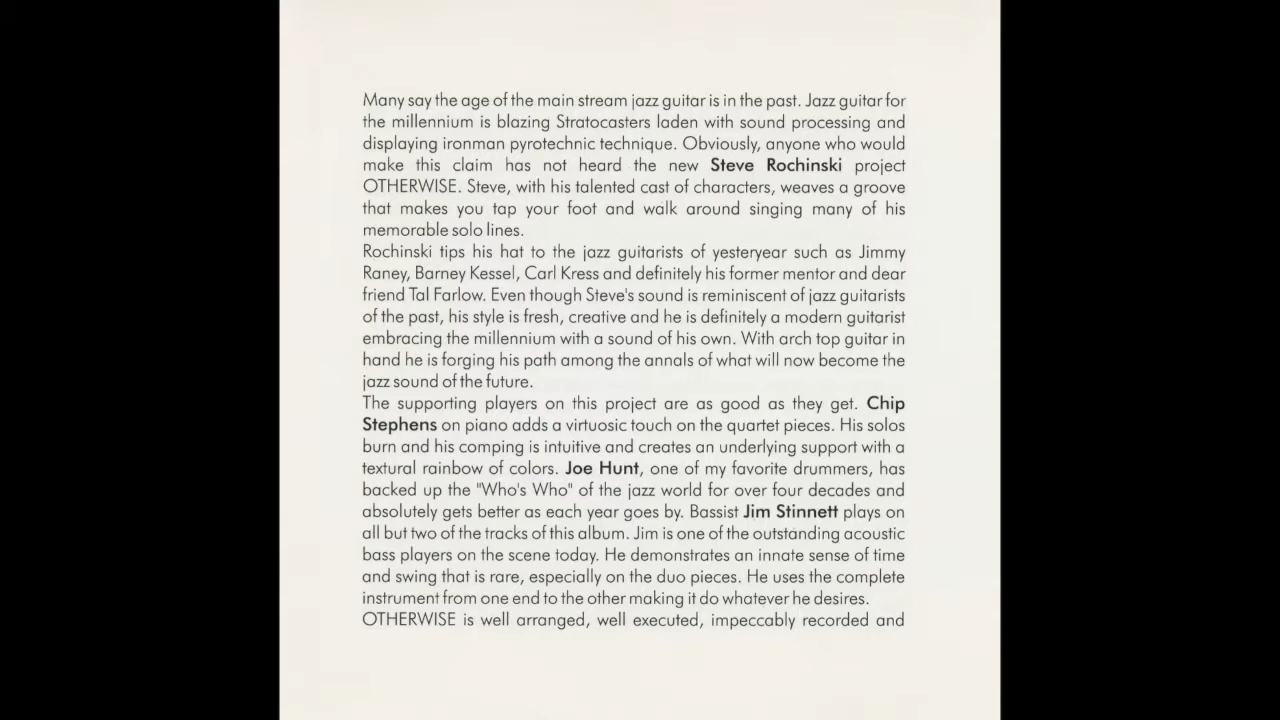 Many say the age of the main stream jazz guitar is in the past. Jazz guitar for
the millennium is blazing Stratocasters laden with sound processing and
displaying ironman pyrotechnic technique. Obviously, anyone who would
make this claim has not heard the new Steve Rochinski project
OTHERWISE. Steve, with his talented cast of characters, weaves a groove
that makes you tap your foot and walk around singing many of his
memorable solo lines.
Rochinski tips his hat to the jazz guitarists of yesteryear such as Jimmy
Raney, Barney Kessel, Carl Kress and definitely his former mentor and dear
friend Tal Farlow. Even though Steve's sound is reminiscent of jazz guitarists
of the past, his style is fresh, creative and he is definitely a modern guitarist
embracing the millennium with a sound of his own. With arch top guitar in
hand he is forging his path among the annals of what will now become the
jazz sound of the future.
The supporting players on this project are as good as they get. Chip
Stephens on piano adds a virtuosic touch on the quartet pieces. His solos
burn and his comping is intuitive and creates an underlying support with a
textural rainbow of colors. Joe Hunt, one of my favorite drummers, has
backed up the "Who's Who" of the jazz world for over four decades and
absolutely gets better as each year goes by. Bassist Jim Stinnett plays on
all but two of the tracks of this album. Jim is one of the outstanding acoustic
bass players on the scene today. He demonstrates an innate sense of time
and swing that is rare, especially on the duo pieces. He uses the complete
instrument from one end to the other making it do whatever he desires.
OTHERWISE is well arranged, well executed, impeccably recorded and